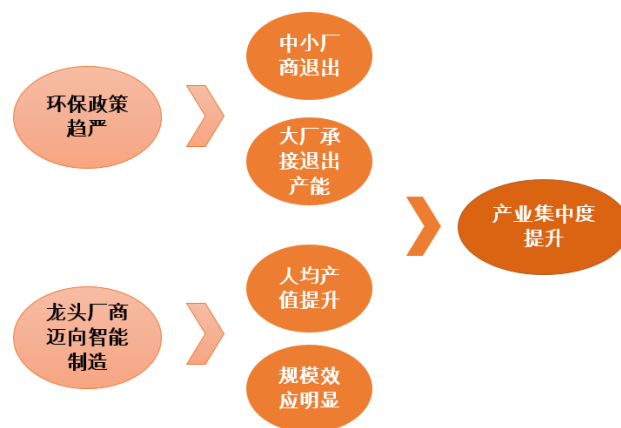 中小厂
商退出
环保政策
趋严
大厂承
接退出
产能
产业集中度
提升
人均产
值提升
龙头厂商
迈向智能
制造
规模效
应明显